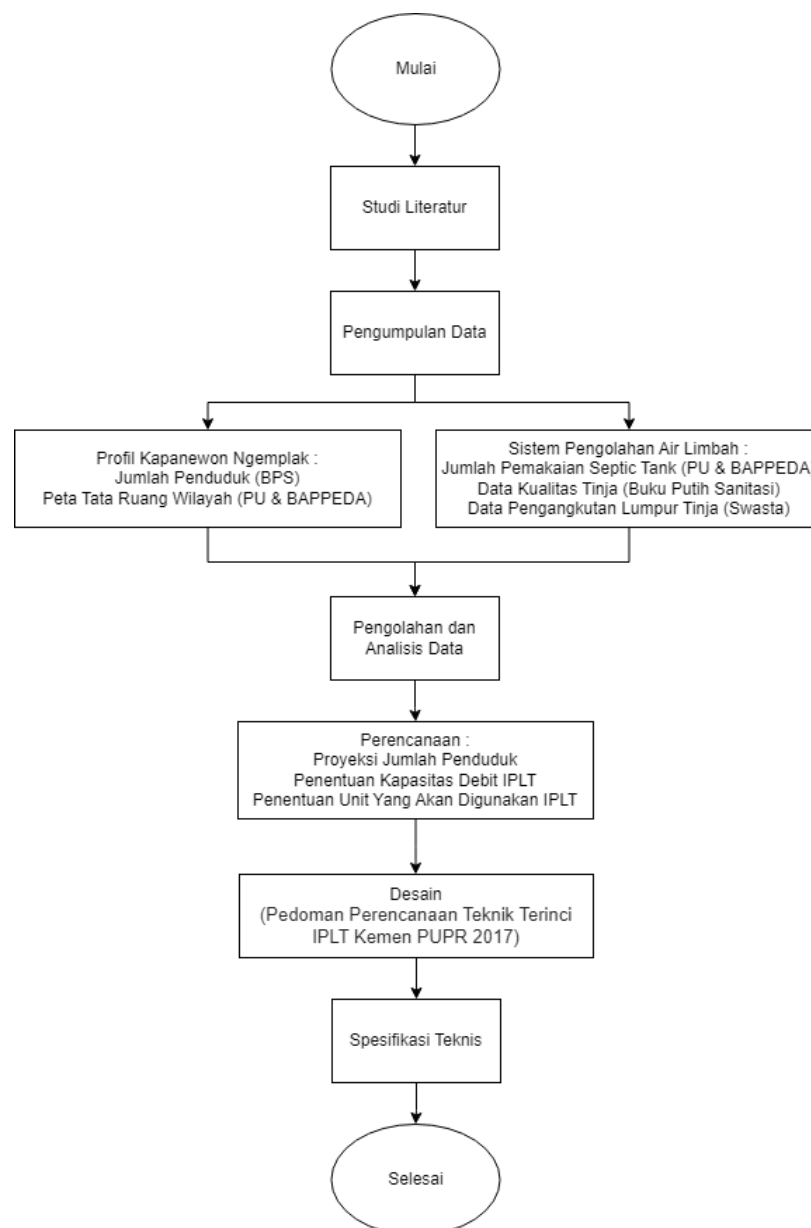 Mulai
Studi Literatur
Pengumpulan Data
Profil Kapanewon Ngemplak :
Jumlah Penduduk (BPS)
Peta Tata Ruang Wilayah (PU & BAPPEDA)
Sistem Pengolahan Air Limbah :
Jumlah Pemakaian Septic Tank (PU & BAPPEDA)
Data Kualitas Tinja (Buku Putih Sanitasi)
Data Pengangkutan Lumpur Tinja (Swasta)
Pengolahan dan
Analisis Data
Perencanaan :
Proyeksi Jumlah Penduduk
Penentuan Kapasitas Debit IPLT
Penentuan Unit Yang Akan Digunakan IPLT
Desain
(Pedoman Perencanaan Teknik Terinci
IPLT Kemen PUPR 2017)
Spesifikasi Teknis
Selesai